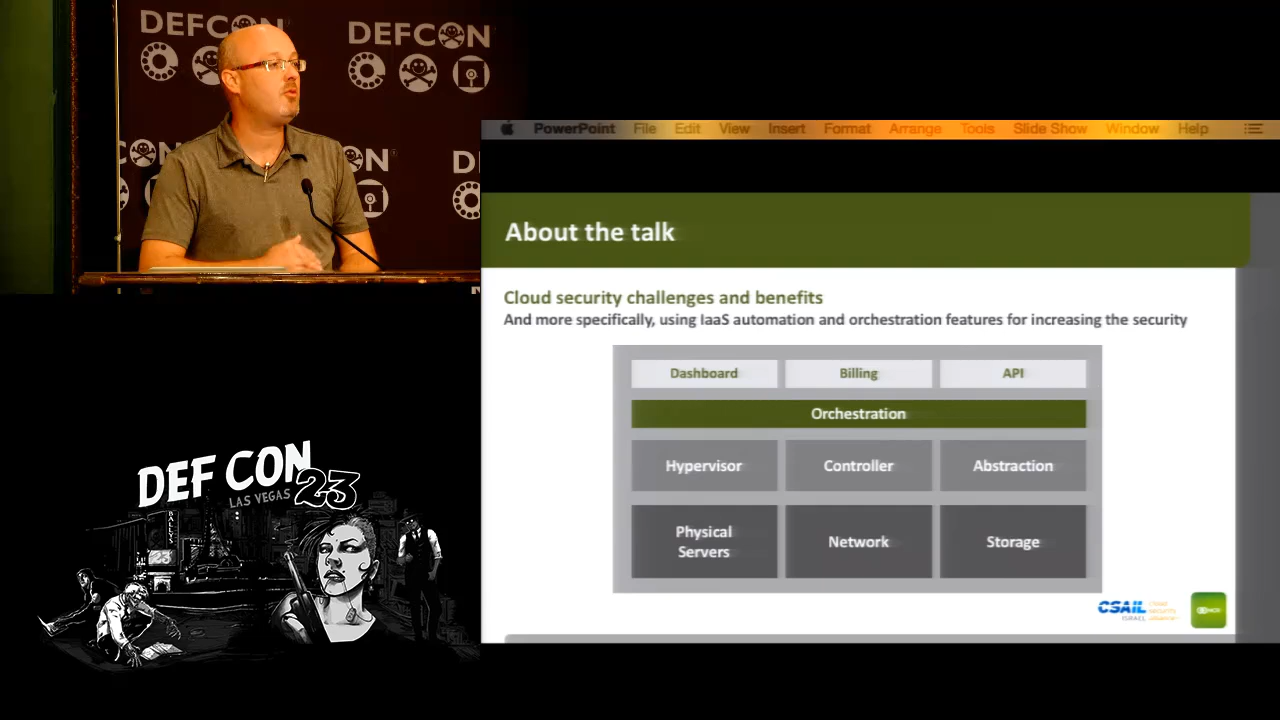 DEFCON
DEFCON
PowerPoint File Edit View Insert Format Arrange Tools Slide Show Window Help
About the talk
Cloud security challenges and benefits
And more specifically, using IaaS automation and orchestration features for increasing the security
Dashboard Billing API
Orchestration
Hypervisor Controller Abstraction
Physical
Servers
Network
Storage
CSAIL
ISRAEL
DEF CON
23
LAS VEGAS
BALLYS
23